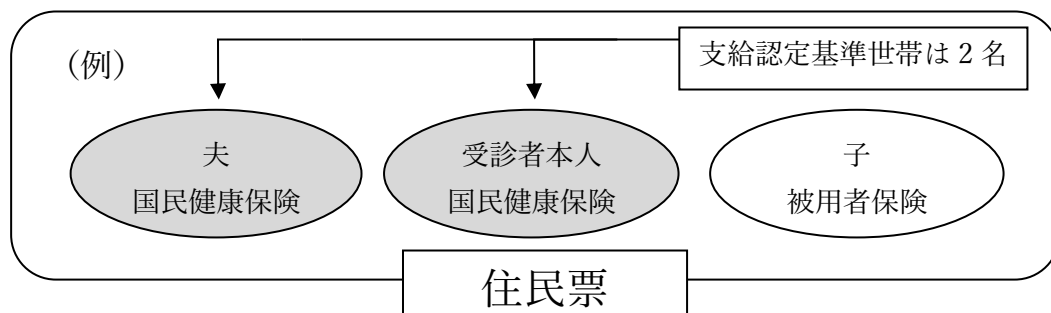 （例）
支給認定基準世帯は 2 名
夫
国民健康保険
受診者本人
国民健康保険
子
被用者保険
住民票